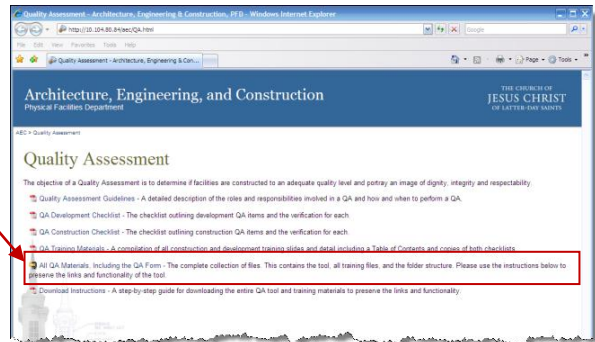 Quality Assessment - Architecture, Engineering & Construction, PFD - Windows Internet Explorer
http://10.104.80.84/aec/QA.html
Google
File Edit View Favorites Tools Help
Quality Assessment - Architecture, Engineering & Con...
Page Tools
Architecture, Engineering, and Construction
Physical Facilities Department
THE CHURCH OF
JESUS CHRIST
OF LATTER-DAY SAINTS
AEC > Quality Assessment
Quality Assessment
The objective of a Quality Assessment is to determine if facilities are constructed to an adequate quality level and portray an image of dignity, integrity and respectability.
Quality Assessment Guidelines - A detailed description of the roles and responsibilities involved in a QA and how and when to perform a QA.
QA Development Checklist - The checklist outlining development QA items and the verification for each.
QA Construction Checklist - The checklist outlining construction QA items and the verification for each.
QA Training Materials - A compilation of all construction and development training slides and detail including a Table of Contents and copies of both checklists.
All QA Materials, Including the QA Form - The complete collection of files. This contains the tool, all training files, and the folder structure. Please use the instructions below to
preserve the links and functionality of the tool.
Download Instructions - A step-by-step guide for downloading the entire QA tool and training materials to preserve the links and functionality.